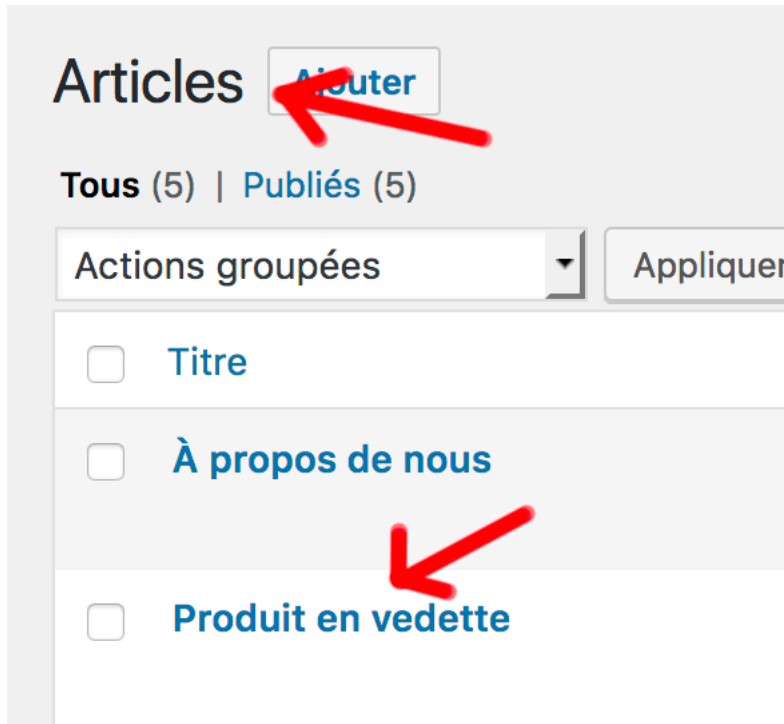 Articles Ajouter
Tous (5) | Publiés (5)
Actions groupées Appliquer
Titre
À propos de nous
Produit en vedette